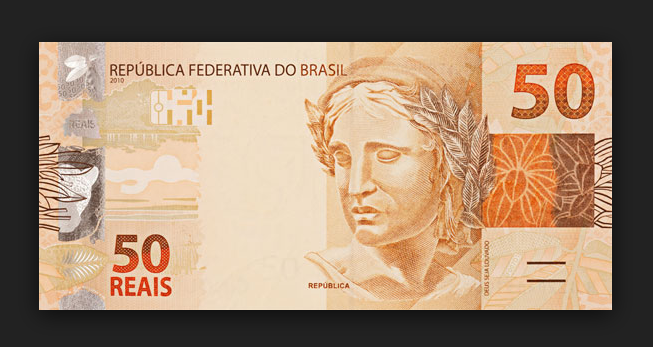 REPÚBLICA FEDERATIVA DO BRASIL
2010
50
REAIS
50
REAIS
REPÚBLICA
DEUS SEJA LOUVADO